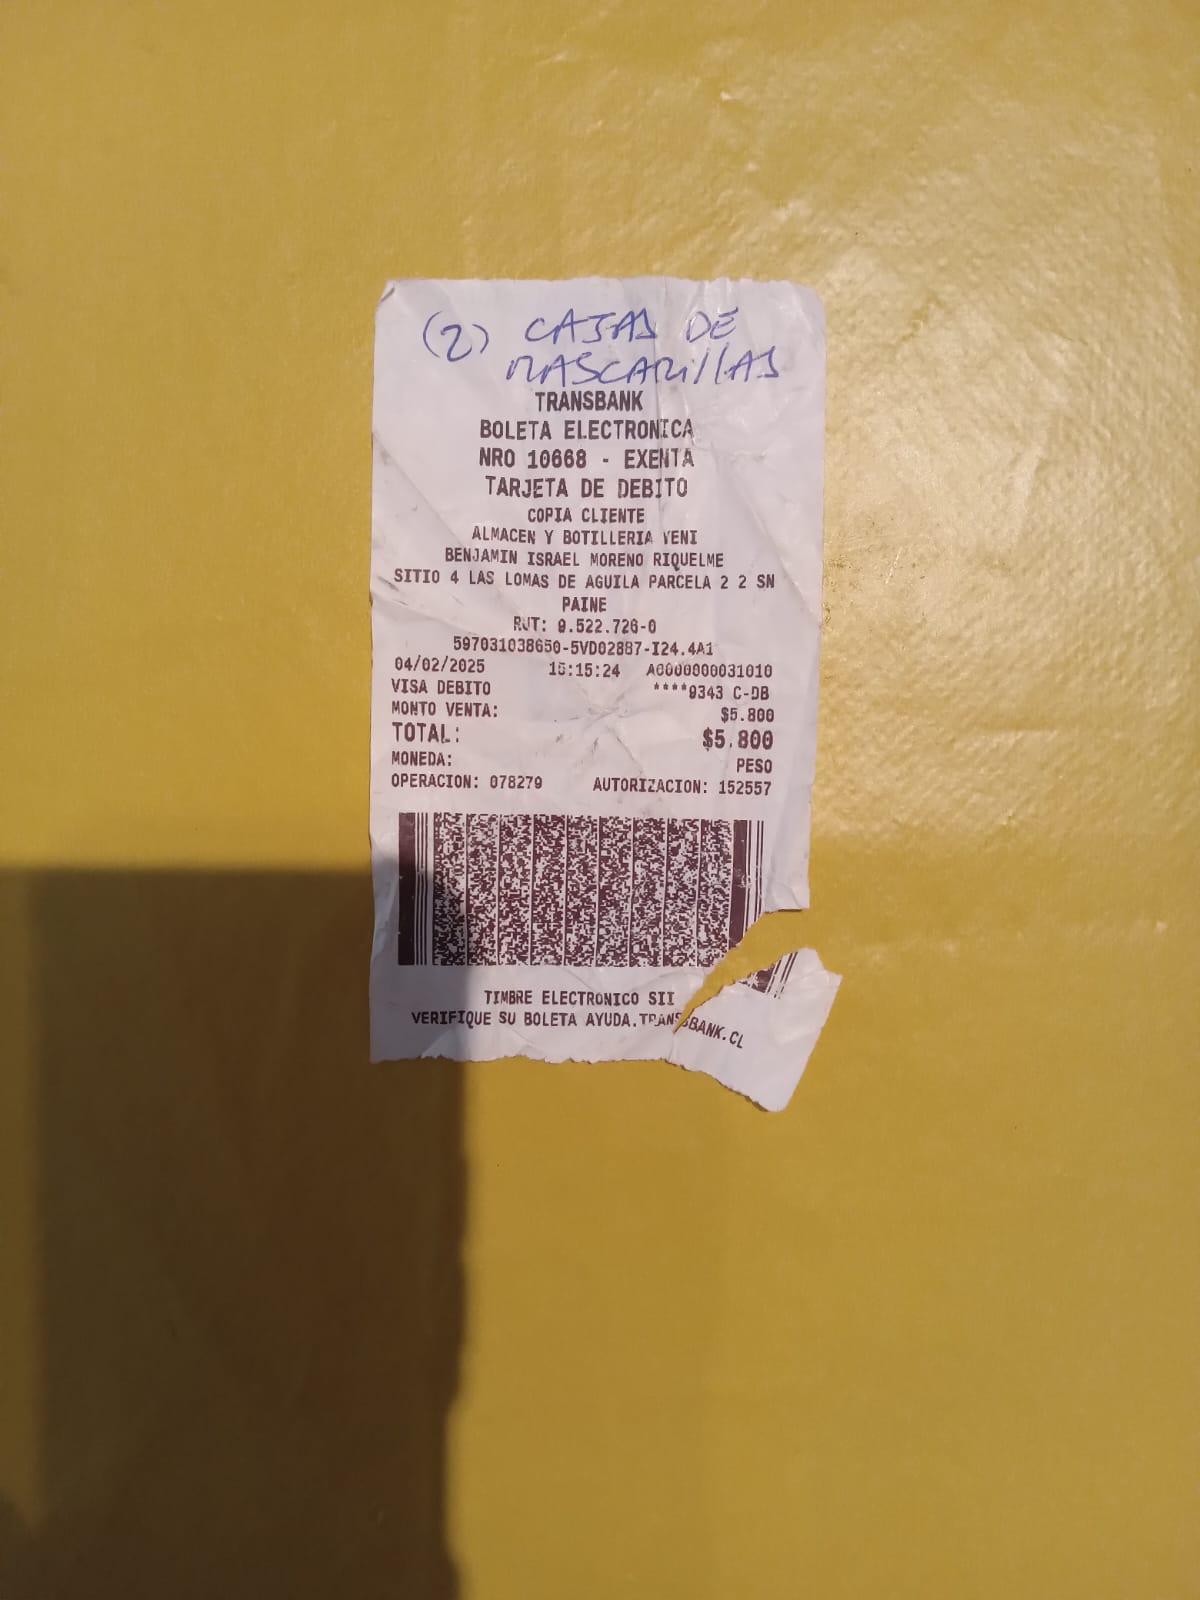 (2) CAJAS DE
MASCARILLAS
TRANSBANK
BOLETA ELECTRONICA
NRO 10668 - EXENTA
TARJETA DE DEBITO
COPIA CLIENTE
ALMACEN Y BOTILLERIA YENI
BENJAMIN ISRAEL MORENO RIQUELME
SITIO 4 LAS LOMAS DE AGUILA PARCELA 2 2 SN
PAINE
RUT: 9.522.726-0
597031038650-5VD02887-I24.4A1
04/02/2025 15:15:24 A0000000031010
VISA DEBITO ****9343 C-DB
MONTO VENTA: $5.800
TOTAL: $5.800
MONEDA: PESO
OPERACION: 078279 AUTORIZACION: 152557
TIMBRE ELECTRONICO SII
VERIFIQUE SU BOLETA AYUDA.TRANSBANK.CL